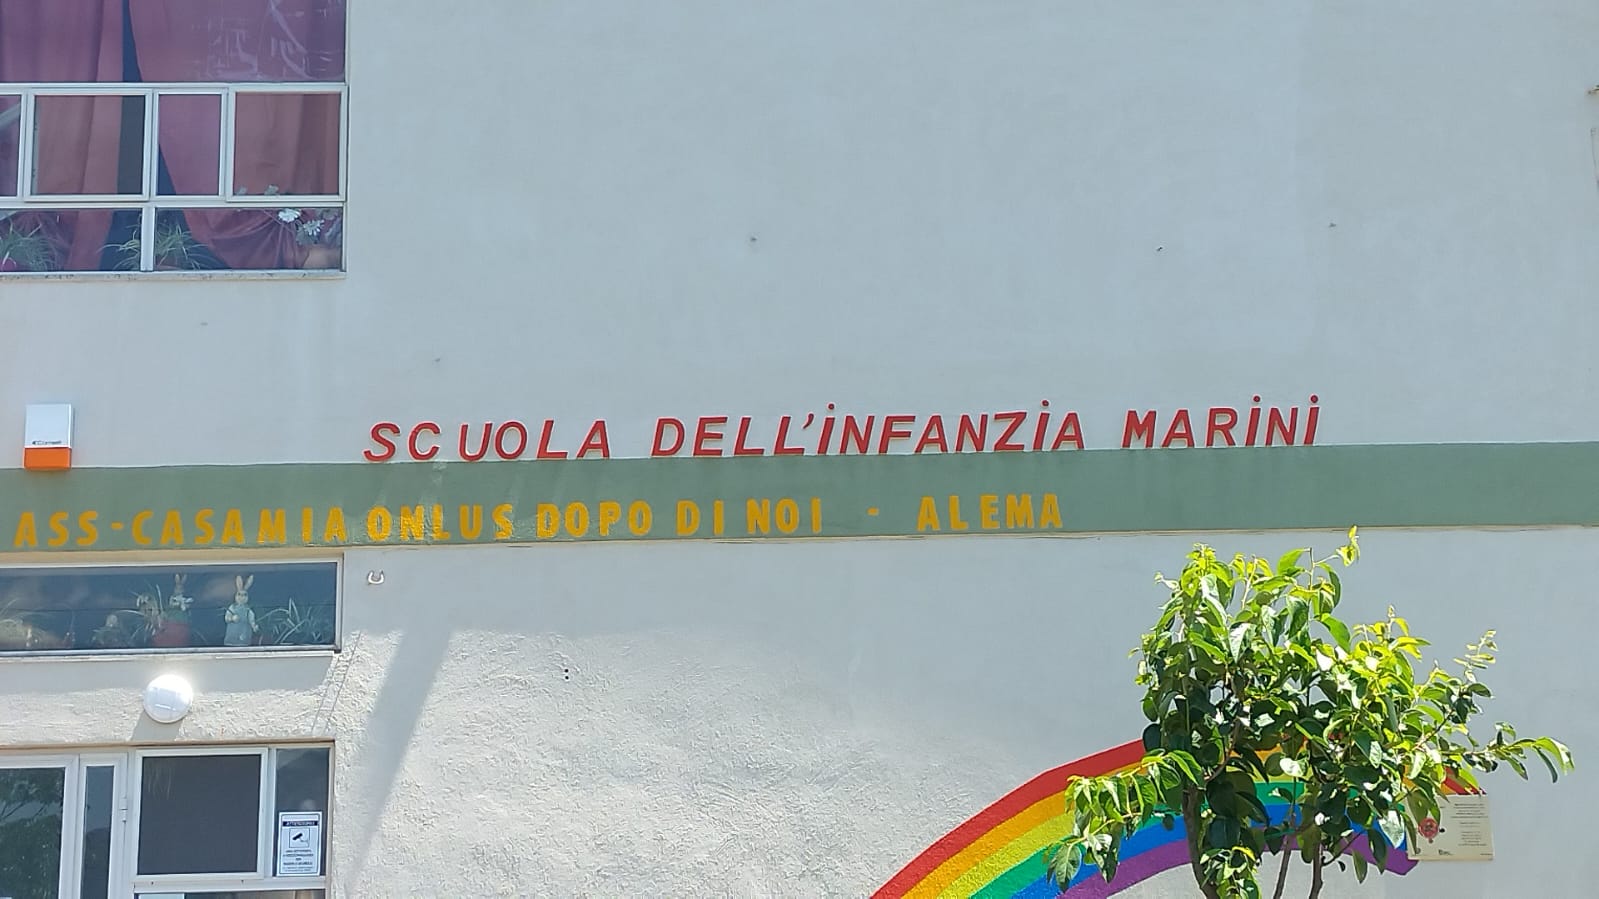 SCUOLA DELL'iNFANZiA MARiNi
ASS-CASAMIA ONLUS DOPO DI NOI - ALEMA